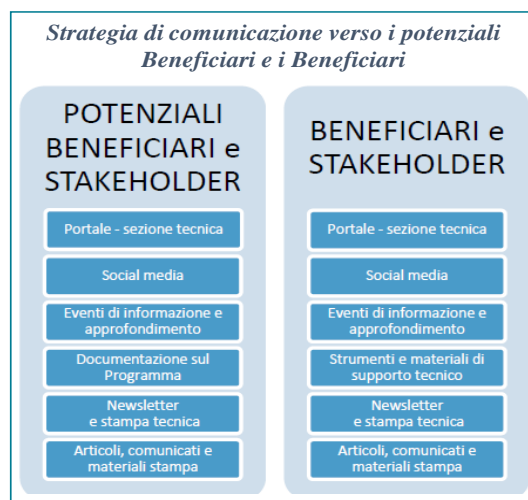 Strategia di comunicazione verso i potenziali
Beneficiari e i Beneficiari
POTENZIALI
BENEFICIARI e
STAKEHOLDER
Portale - sezione tecnica
Social media
Eventi di informazione e
approfondimento
Documentazione sul
Programma
Newsletter
e stampa tecnica
Articoli, comunicati e
materiali stampa
BENEFICIARI e
STAKEHOLDER
Portale - sezione tecnica
Social media
Eventi di informazione e
approfondimento
Strumenti e materiali di
supporto tecnico
Newsletter
e stampa tecnica
Articoli, comunicati e
materiali stampa